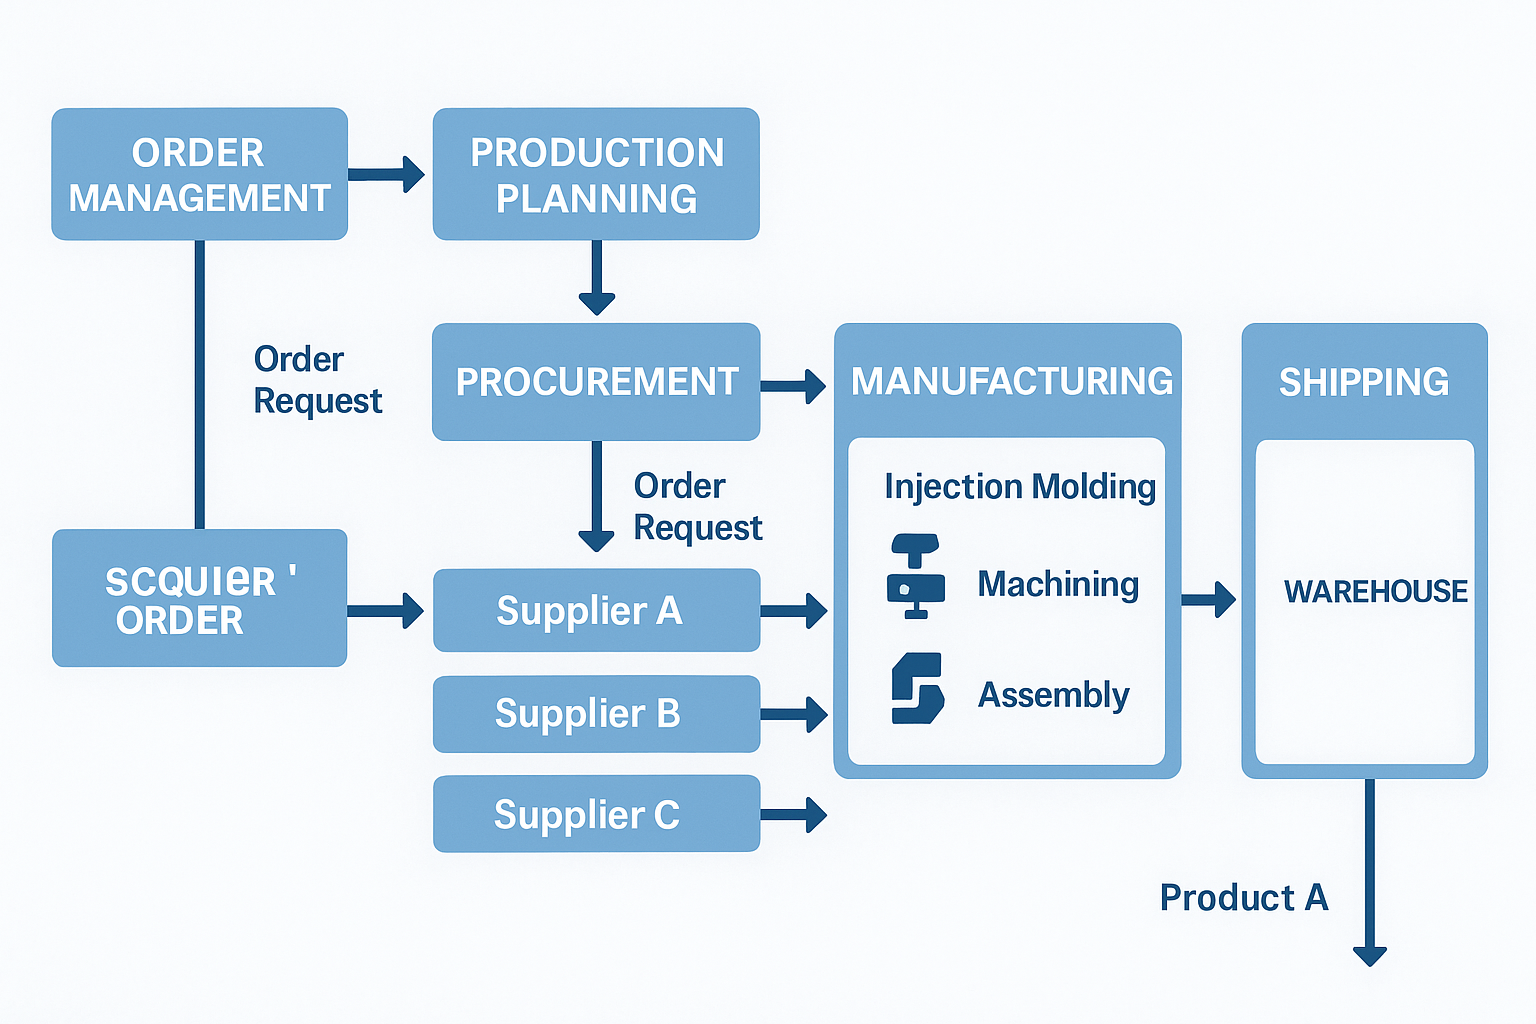 ORDER
MANAGEMENT
PRODUCTION
PLANNING
Order
Request
PROCUREMENT
MANUFACTURING
SHIPPING
Order
Request
Injection Molding
Machining
Assembly
WAREHOUSE
SCQUIeR '
ORDER
Supplier A
Supplier B
Supplier C
Product A